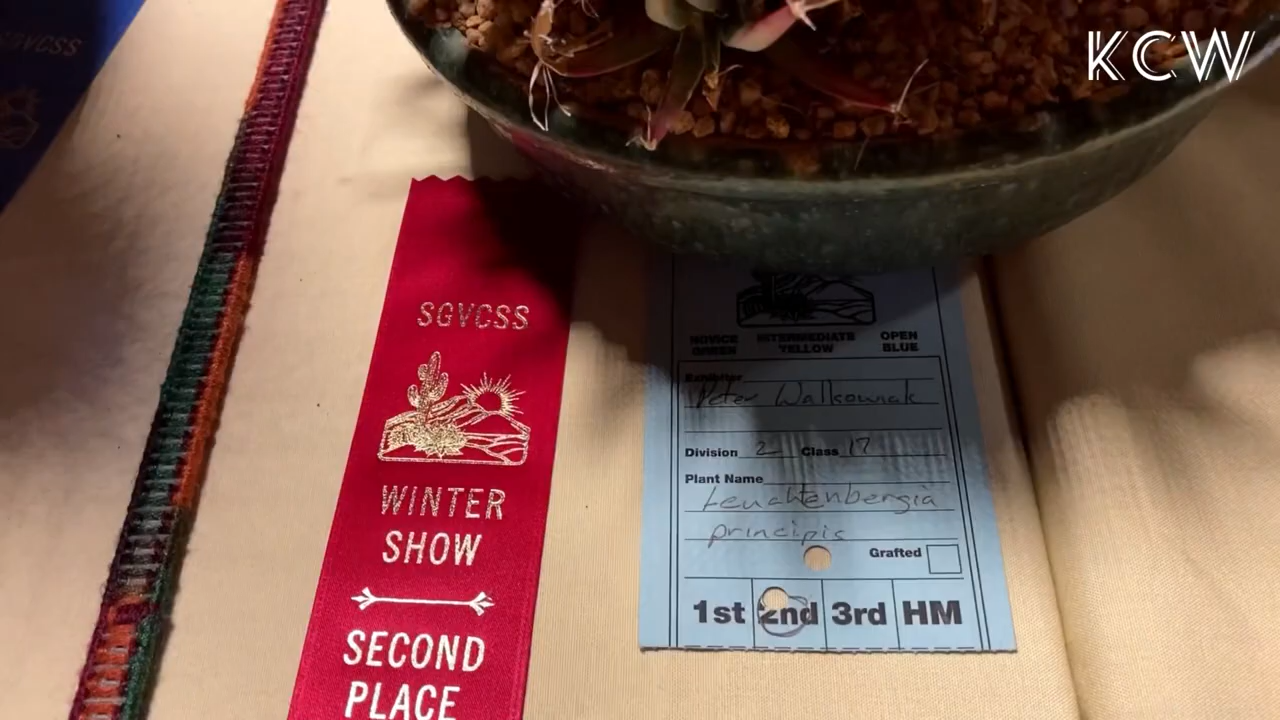 KCW
SGVCSS
SGVCSS
WINTER
SHOW
SECOND
PLACE
NOVICE GREEN
INTERMEDIATE YELLOW
OPEN BLUE
Exhibitor
Peter Walkowiak
Division 2 Class 17
Plant Name
Leuchtenbergia
principis
Grafted
1st 2nd 3rd HM